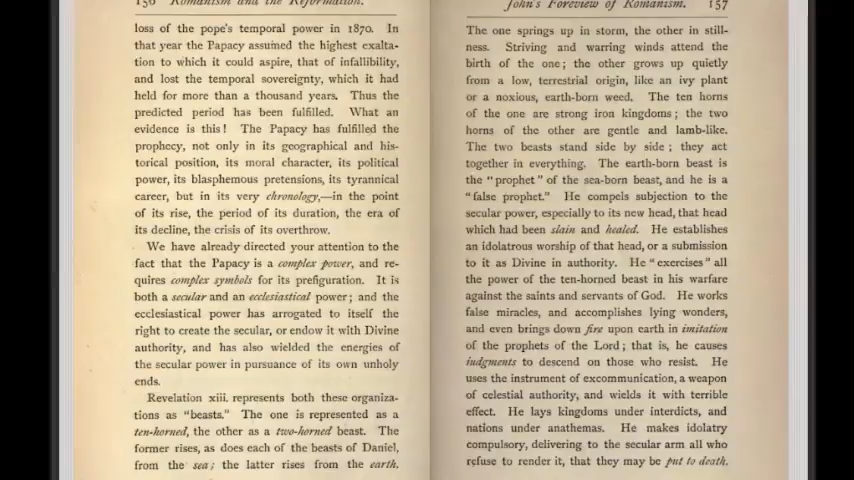 156 Romanism and the Reformation.
loss of the pope's temporal power in 1870. In
that year the Papacy assumed the highest exalta-
tion to which it could aspire, that of infallibility,
and lost the temporal sovereignty, which it had
held for more than a thousand years. Thus the
predicted period has been fulfilled. What an
evidence is this! The Papacy has fulfilled the
prophecy, not only in its geographical and his-
torical position, its moral character, its political
power, its blasphemous pretensions, its tyrannical
career, but in its very chronology,—in the point
of its rise, the period of its duration, the era of
its decline, the crisis of its overthrow.
We have already directed your attention to the
fact that the Papacy is a complex power, and re-
quires complex symbols for its prefiguration. It is
both a secular and an ecclesiastical power; and the
ecclesiastical power has arrogated to itself the
right to create the secular, or endow it with Divine
authority, and has also wielded the energies of
the secular power in pursuance of its own unholy
ends.
Revelation xiii. represents both these organiza-
tions as "beasts." The one is represented as a
ten-horned, the other as a two-horned beast. The
former rises, as does each of the beasts of Daniel,
from the sea; the latter rises from the earth.
John's Foreview of Romanism. 157
The one springs up in storm, the other in still-
ness. Striving and warring winds attend the
birth of the one; the other grows up quietly
from a low, terrestrial origin, like an ivy plant
or a noxious, earth-born weed. The ten horns
of the one are strong iron kingdoms; the two
horns of the other are gentle and lamb-like.
The two beasts stand side by side; they act
together in everything. The earth-born beast is
the "prophet" of the sea-born beast, and he is a
"false prophet." He compels subjection to the
secular power, especially to its new head, that head
which had been slain and healed. He establishes
an idolatrous worship of that head, or a submission
to it as Divine in authority. He "exercises" all
the power of the ten-horned beast in his warfare
against the saints and servants of God. He works
false miracles, and accomplishes lying wonders,
and even brings down fire upon earth in imitation
of the prophets of the Lord; that is, he causes
judgments to descend on those who resist. He
uses the instrument of excommunication, a weapon
of celestial authority, and wields it with terrible
effect. He lays kingdoms under interdicts, and
nations under anathemas. He makes idolatry
compulsory, delivering to the secular arm all who
refuse to render it, that they may be put to death.